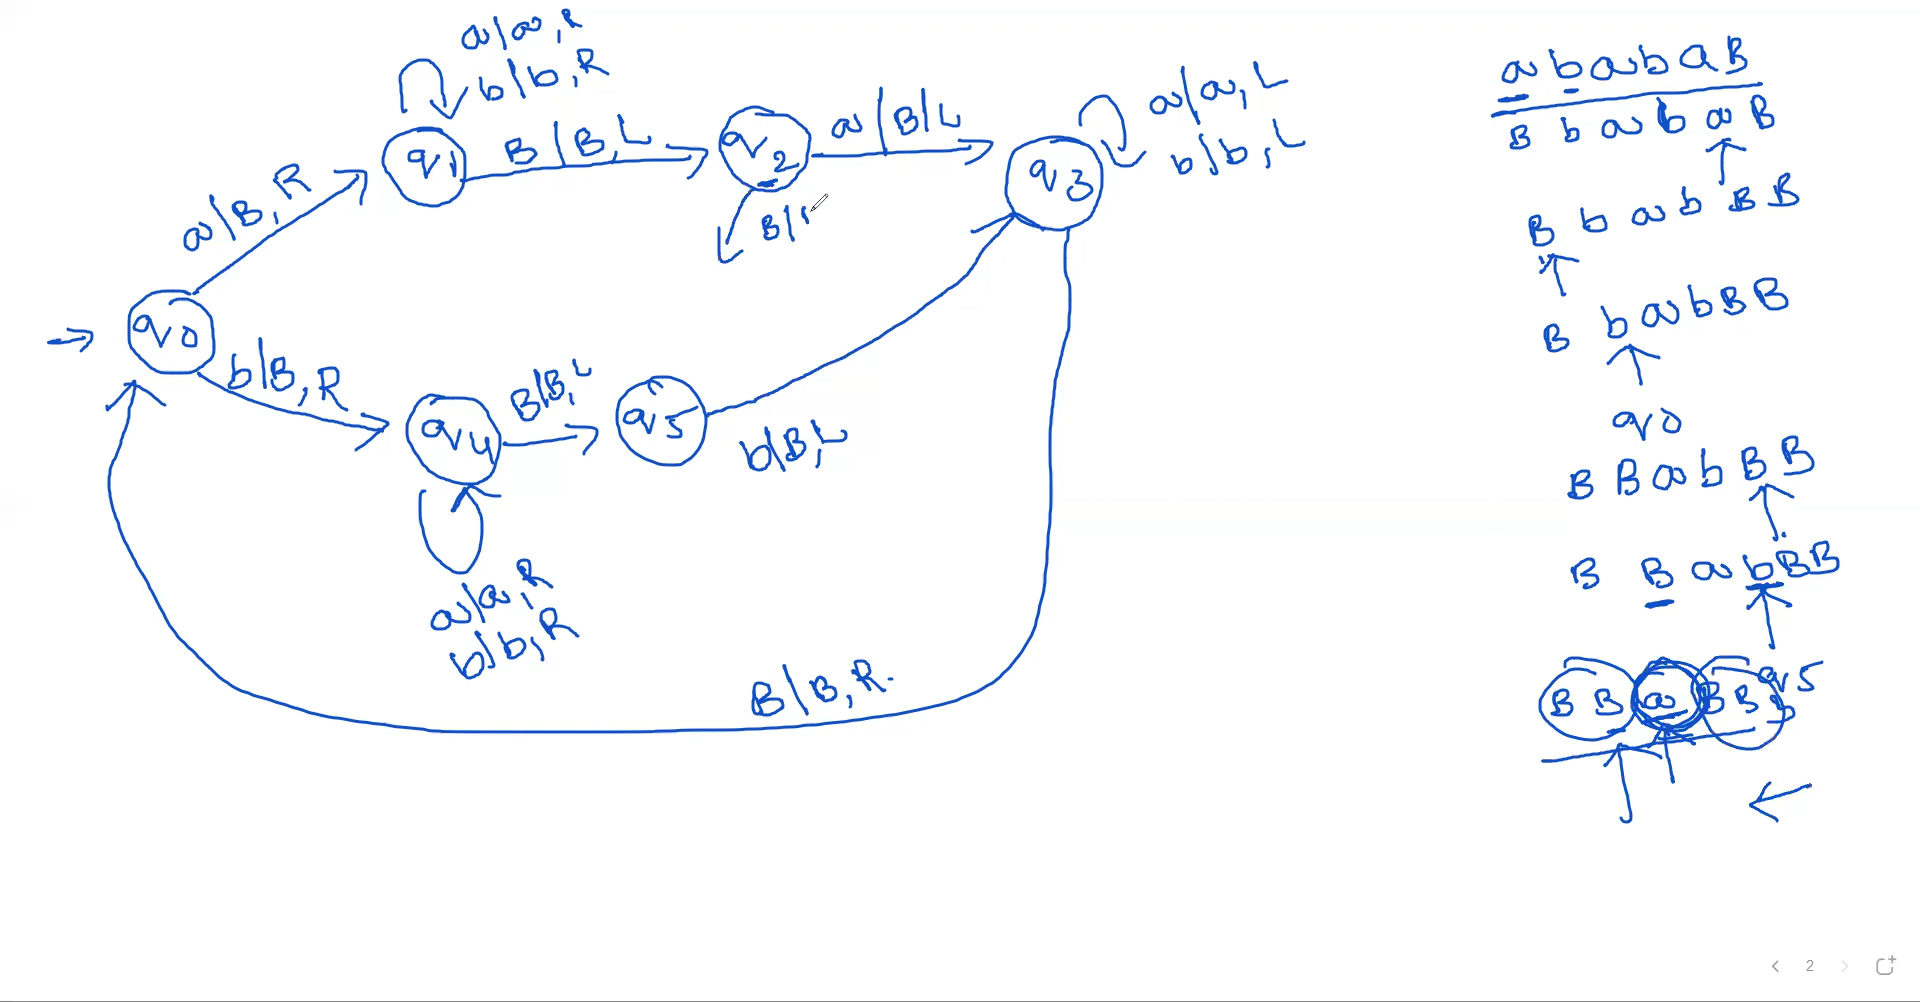 a/a,R
b/b,R
q1
B/B,L
q2
a/B/L
q3
a/a,L
b/b,L
a/B,R
B/
q0
b/B,R
q4
B/B,L
q5
b/B,L
a/a,R
b/b,R
B/B,R.
a b a b a B
B b a b a B
B b a b B B
B b a b B B
q0
B B a b B B
B B a b B B
q5
B B a B B
2